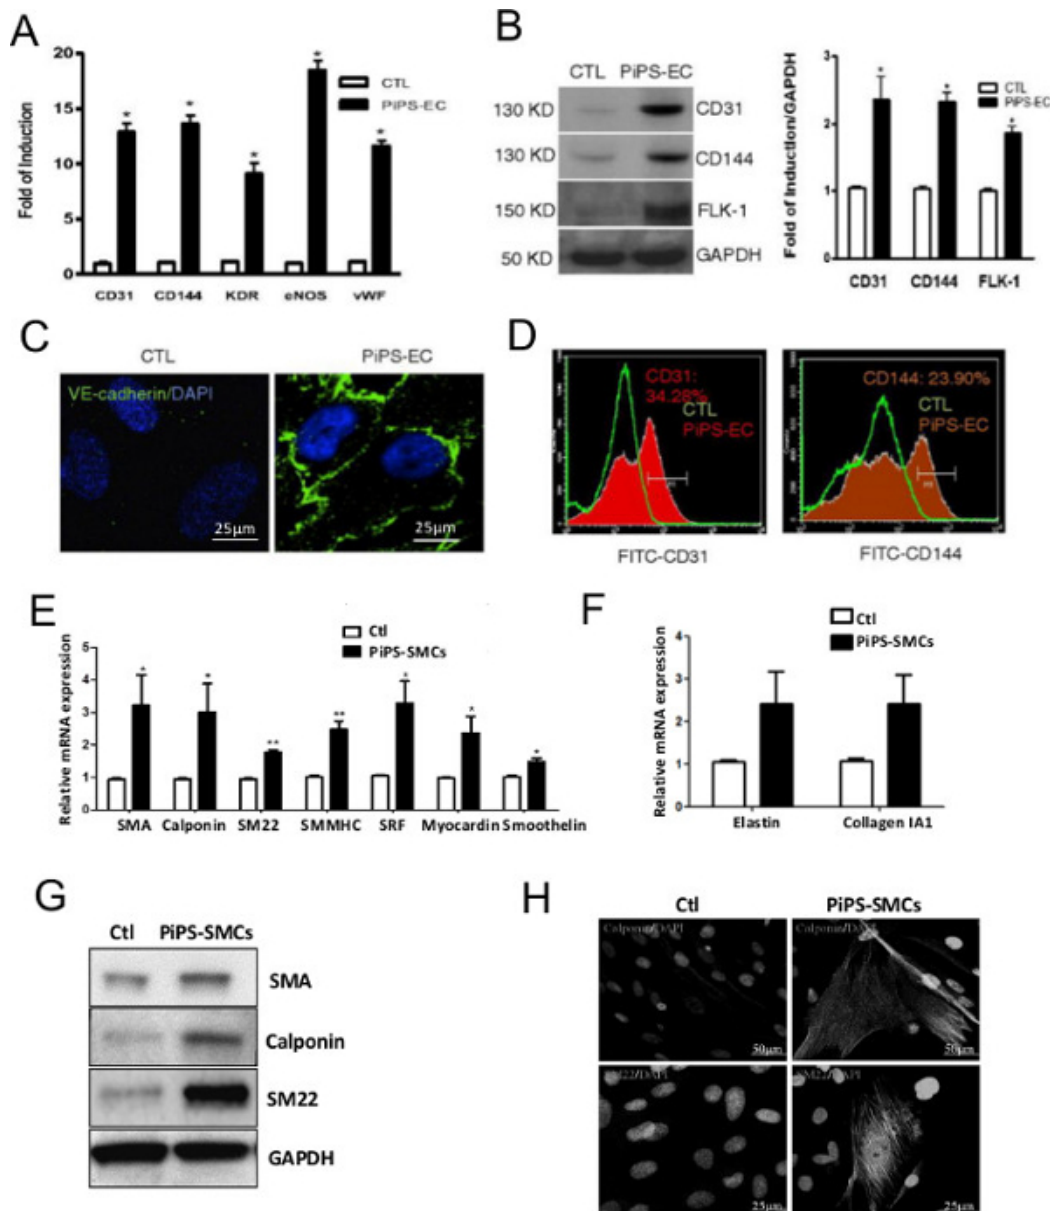 A
Fold of Induction
20
15
10
5
0
CTL
PiPS-EC
*
*
*
*
*
CD31 CD144 KDR eNOS vWF
B
CTL PiPS-EC
130 KD CD31
130 KD CD144
150 KD FLK-1
50 KD GAPDH
Fold of Induction/GAPDH
3
2
1
0
CTL
PiPS-EC
*
*
*
CD31 CD144 FLK-1
C
CTL PiPS-EC
VE-cadherin/DAPI
25μm 25μm
D
CD31:
34.28%
CTL
PiPS-EC
FITC-CD31
CD144: 23.90%
CTL
PiPS-EC
FITC-CD144
E
Relative mRNA expression
5
4
3
2
1
0
Ctl
PiPS-SMCs
* * ** ** * * *
SMA Calponin SM22 SMMHC SRF Myocardin Smoothelin
F
Relative mRNA expression
4
3
2
1
0
Ctl
PiPS-SMCs
Elastin Collagen IA1
G
Ctl PiPS-SMCs
SMA
Calponin
SM22
GAPDH
H
Ctl PiPS-SMCs
Calponin/DAPI Calponin/DAPI
50μm 50μm
SM22/DAPI SM22/DAPI
25μm 25μm